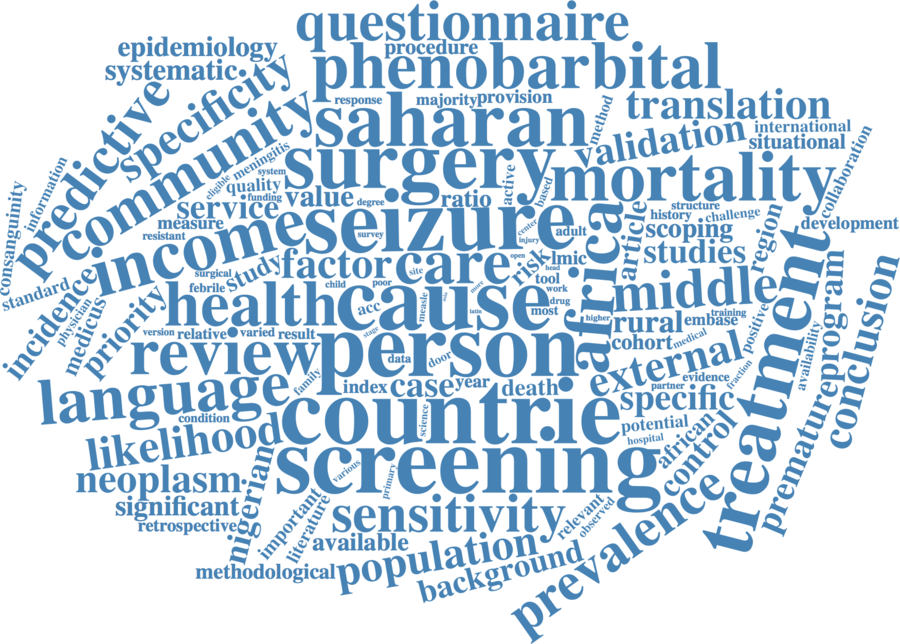 questionnaire
epidemiology
procedure
systematic
phenobarbital
response
majority
provision
translation
method
saharan
predictive
specificity
community
validation
international
situational
collaboration
meningitis
system
eligible
surgery
mortality
active
based
information
consanguinity
quality
funding
value
degree
ratio
service
measure
resistant
income
seizure
survey
center
injury
adult
africa
article
structure
history
challenge
scoping
region
development
studies
surgical
febrile
study
factor
care
site
risk
open
head
lmic
tool
work
child
poor
standard
incidence
physician
medicus
priority
health
cause
acc
measle
more
latin
drug
most
middle
higher
rural
embase
training
positive
treatment
program
conclusion
version
relative
varied
result
stage
cohort
medical
review
person
data
door
external
availability
premature
family
index
case
year
death
partner
evidence
fraction
language
condition
countrie
science
specific
potential
hospital
african
control
likelihood
neoplasm
screening
various
primary
significant
retrospective
nigerian
important
literature
sensitivity
relevant
observed
prevalence
available
methodological
population
background